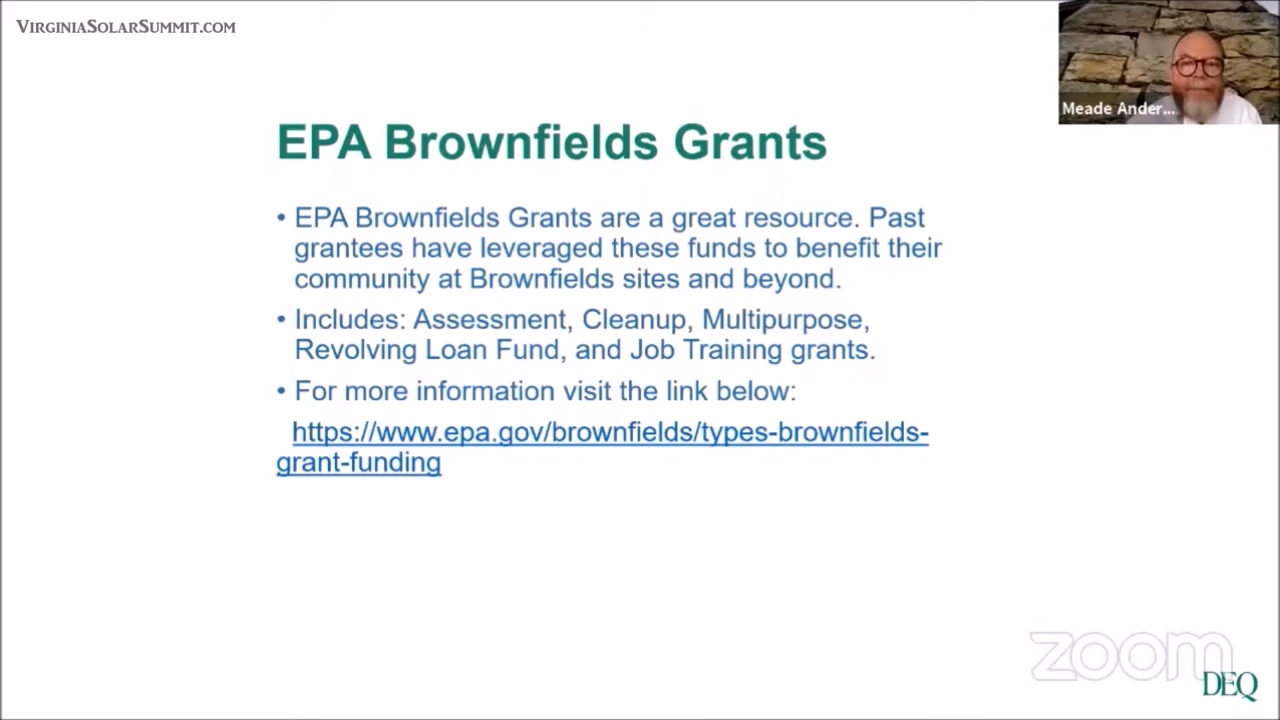 VirginiaSolarSummit.com
Meade Ander...
EPA Brownfields Grants
• EPA Brownfields Grants are a great resource. Past
grantees have leveraged these funds to benefit their
community at Brownfields sites and beyond.
• Includes: Assessment, Cleanup, Multipurpose,
Revolving Loan Fund, and Job Training grants.
• For more information visit the link below:
https://www.epa.gov/brownfields/types-brownfields-
grant-funding
zoom
DEQ